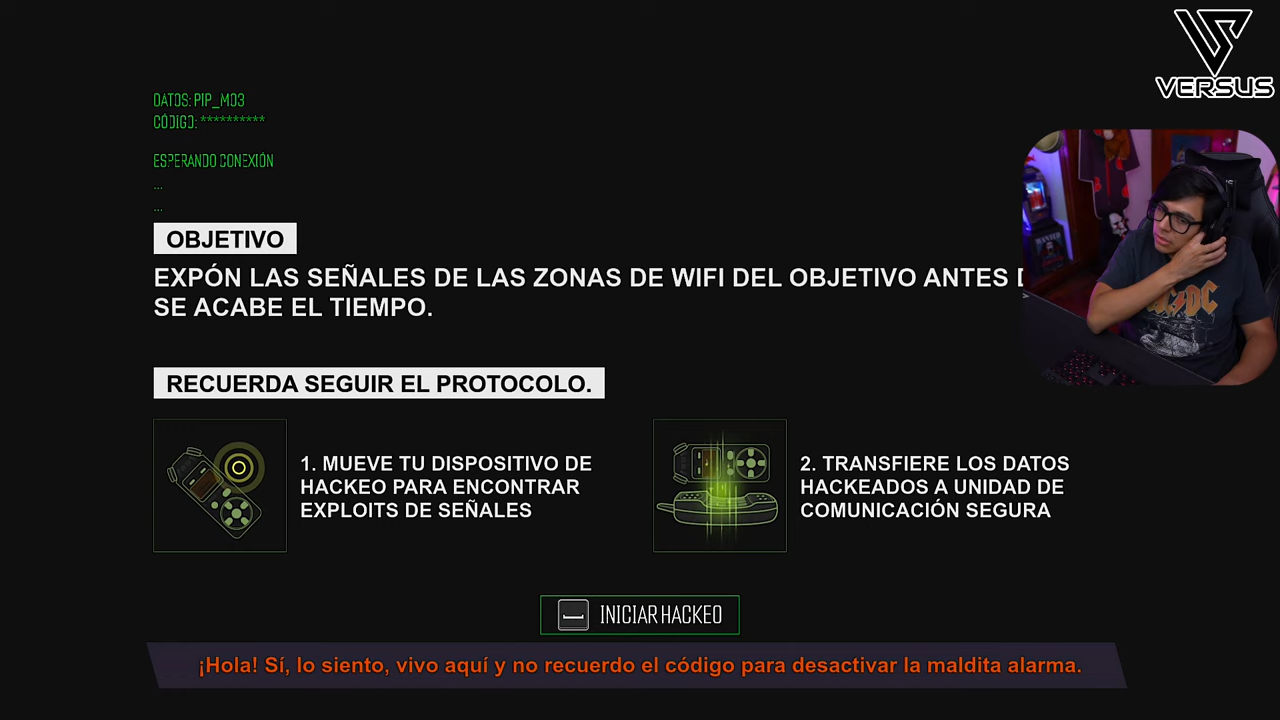 VERSUS
DATOS: PIP_M03
CÓDIGO: **********
ESPERANDO CONEXIÓN
...
...
OBJETIVO
EXPÓN LAS SEÑALES DE LAS ZONAS DE WIFI DEL OBJETIVO ANTES
SE ACABE EL TIEMPO.
RECUERDA SEGUIR EL PROTOCOLO.
1. MUEVE TU DISPOSITIVO DE
HACKEO PARA ENCONTRAR
EXPLOITS DE SEÑALES
2. TRANSFIERE LOS DATOS
HACKEADOS A UNIDAD DE
COMUNICACIÓN SEGURA
INICIAR HACKEO
¡Hola! Sí, lo siento, vivo aquí y no recuerdo el código para desactivar la maldita alarma.